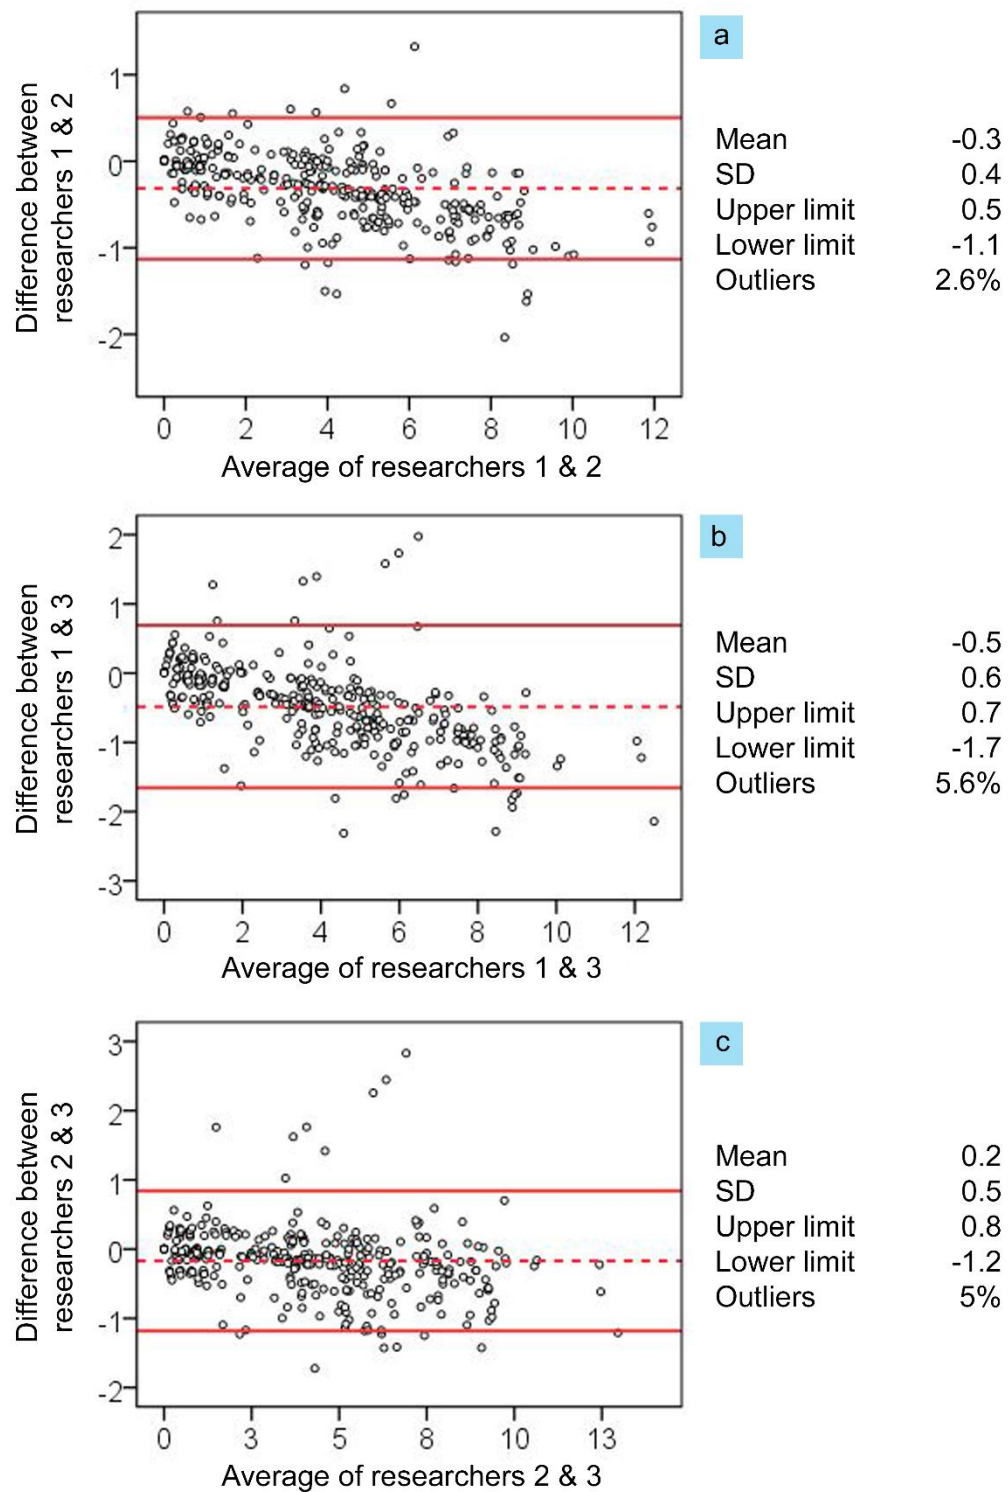 Difference between
researchers 1 & 2
1
0
-1
-2
0 2 4 6 8 10 12
Average of researchers 1 & 2
a
Mean -0.3
SD 0.4
Upper limit 0.5
Lower limit -1.1
Outliers 2.6%
Difference between
researchers 1 & 3
2
1
0
-1
-2
-3
0 2 4 6 8 10 12
Average of researchers 1 & 3
b
Mean -0.5
SD 0.6
Upper limit 0.7
Lower limit -1.7
Outliers 5.6%
Difference between
researchers 2 & 3
3
2
1
0
-1
-2
0 3 5 8 10 13
Average of researchers 2 & 3
c
Mean 0.2
SD 0.5
Upper limit 0.8
Lower limit -1.2
Outliers 5%